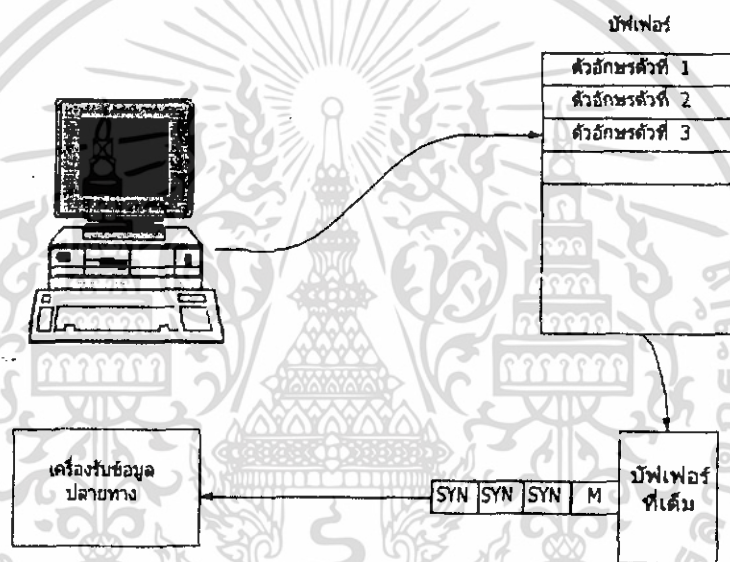 บัฟเฟอร์
ตัวอักษรตัวที่ 1
ตัวอักษรตัวที่ 2
ตัวอักษรตัวที่ 3
เครื่องรับข้อมูล
ปลายทาง
SYN SYN SYN M
บัฟเฟอร์
ที่เต็ม